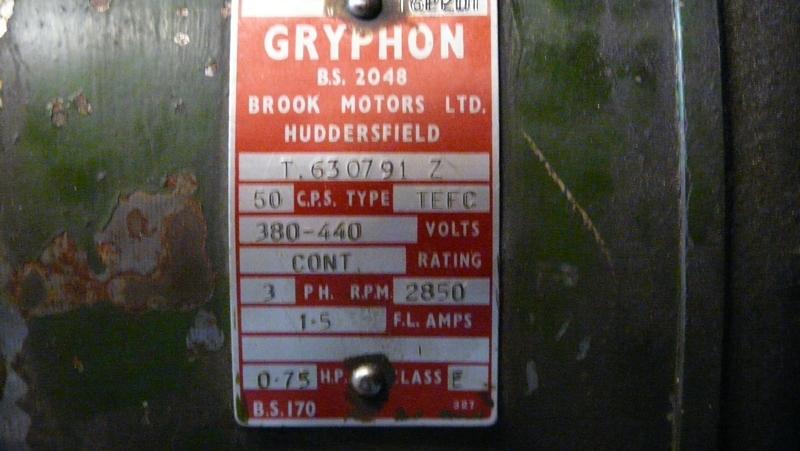 GRYPHON
B.S. 2048
BROOK MOTORS LTD.
HUDDERSFIELD
T.630791 Z
50 C.P.S. TYPE TEFC
380-440 VOLTS
CONT. RATING
3 PH. R.P.M. 2850
1·5 F.L. AMPS
0·75 H.P. CLASS E
B.S.170 327